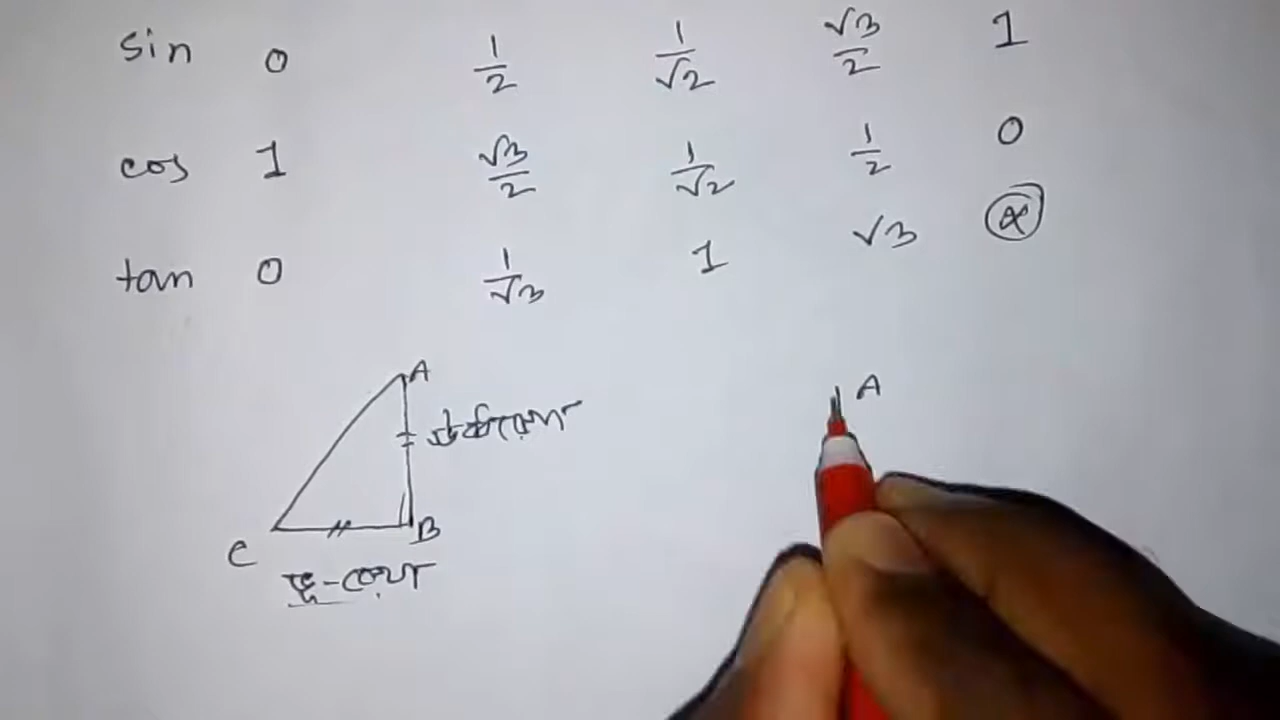 sin 0 1/2 1/√2 √3/2 1
cos 1 √3/2 1/√2 1/2 0
tan 0 1/√3 1 √3 α
A A
B
C